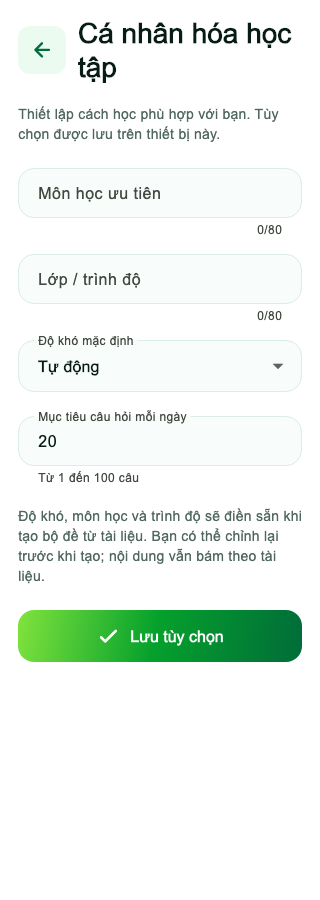 Cá nhân hóa học
tập
Thiết lập cách học phù hợp với bạn. Tùy
chọn được lưu trên thiết bị này.
Môn học ưu tiên
0/80
Lớp / trình độ
0/80
Độ khó mặc định
Tự động
Mục tiêu câu hỏi mỗi ngày
20
Từ 1 đến 100 câu
Độ khó, môn học và trình độ sẽ điền sẵn khi
tạo bộ đề từ tài liệu. Bạn có thể chỉnh lại
trước khi tạo; nội dung vẫn bám theo tài
liệu.
Lưu tùy chọn